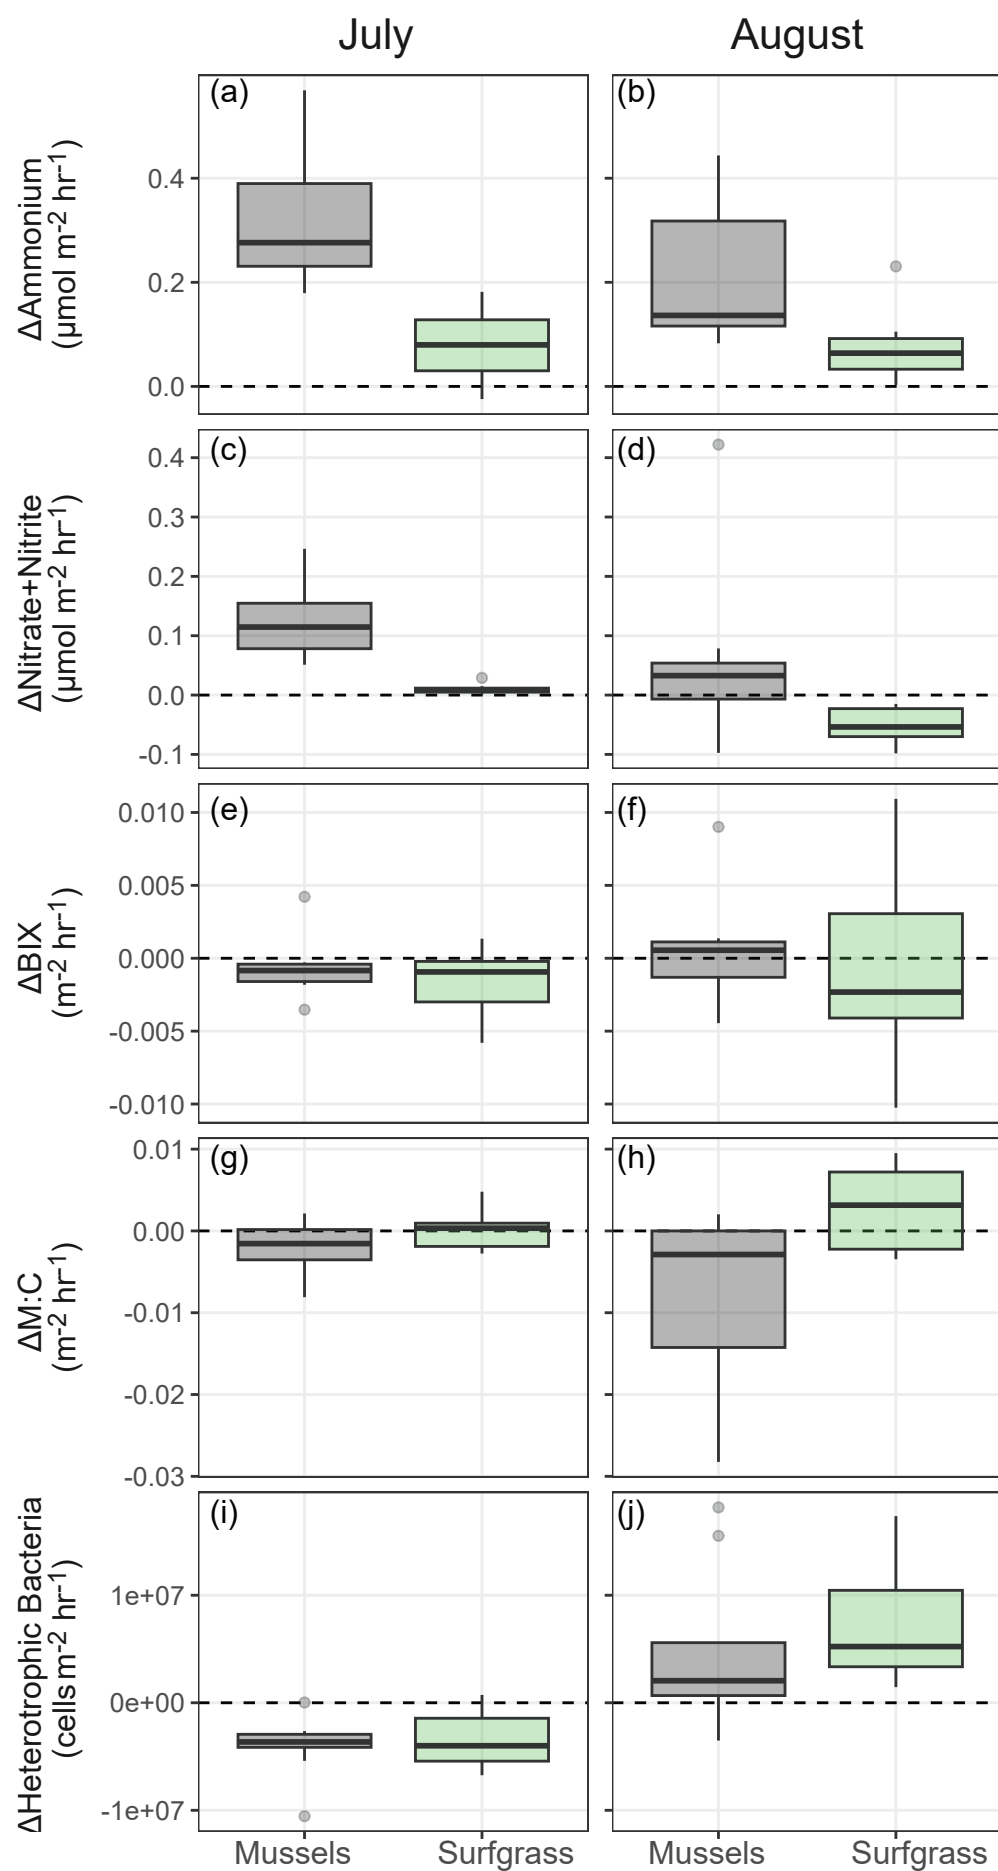 July
August
ΔAmmonium
(µmol m⁻² hr⁻¹)
(a)
(b)
0.4
0.2
0.0
ΔNitrate+Nitrite
(µmol m⁻² hr⁻¹)
(c)
(d)
0.4
0.3
0.2
0.1
0.0
-0.1
ΔBIX
(m⁻² hr⁻¹)
(e)
(f)
0.010
0.005
0.000
-0.005
-0.010
ΔM:C
(m⁻² hr⁻¹)
(g)
(h)
0.01
0.00
-0.01
-0.02
-0.03
ΔHeterotrophic Bacteria
(cells m⁻² hr⁻¹)
(i)
(j)
1e+07
0e+00
-1e+07
Mussels
Surfgrass
Mussels
Surfgrass